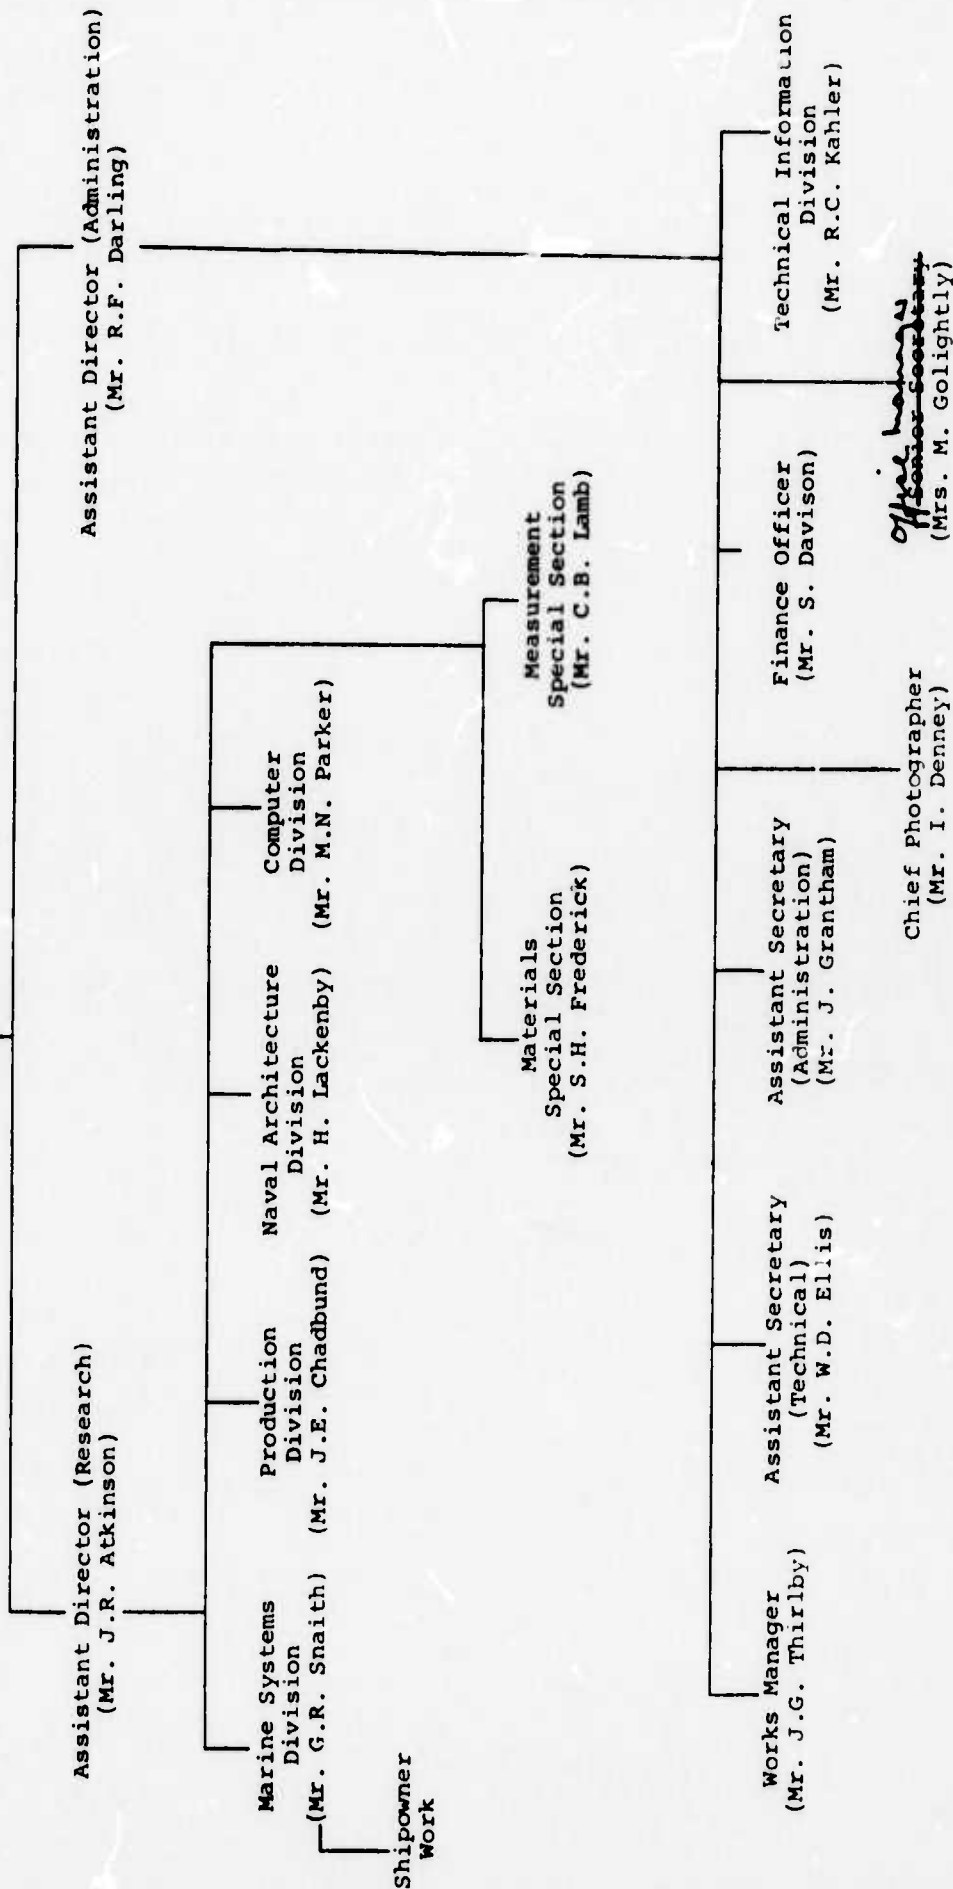 Assistant Director (Research)
(Mr. J.R. Atkinson)
Assistant Director (Administration)
(Mr. R.F. Darling)
Marine Systems
Division
(Mr. G.R. Snaith)
Production
Division
(Mr. J.E. Chadbund)
Naval Architecture
Division
(Mr. H. Lackenby)
Computer
Division
(Mr. M.N. Parker)
Shipowner
Work
Materials
Special Section
(Mr. S.H. Frederick)
Measurement
Special Section
(Mr. C.B. Lamb)
Works Manager
(Mr. J.G. Thirlby)
Assistant Secretary
(Technical)
(Mr. W.D. Ellis)
Assistant Secretary
(Administration)
(Mr. J. Grantham)
Finance Officer
(Mr. S. Davison)
Technical Information
Division
(Mr. R.C. Kahler)
Chief Photographer
(Mr. I. Denney)
Office Manager
Senior Secretary
(Mrs. M. Golightly)